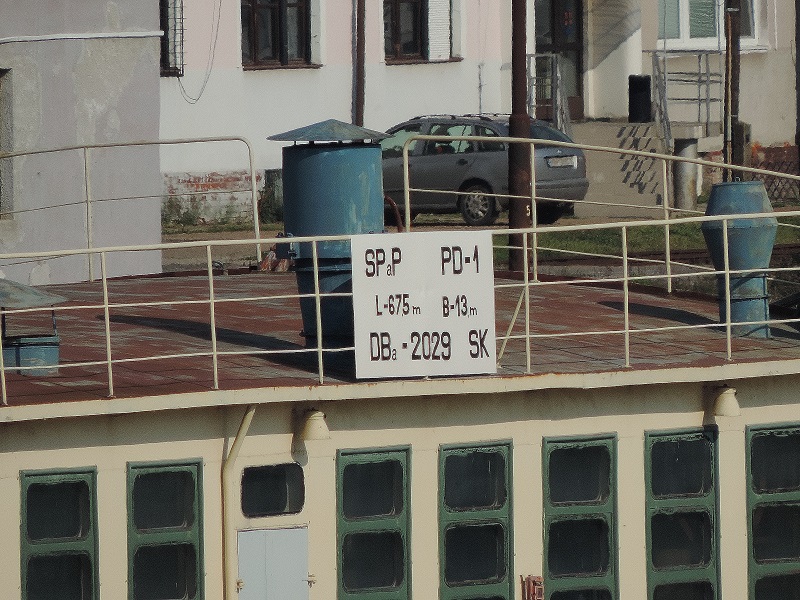 SPaP PD-1
L-67,5m B-13m
DBa-2029 SK